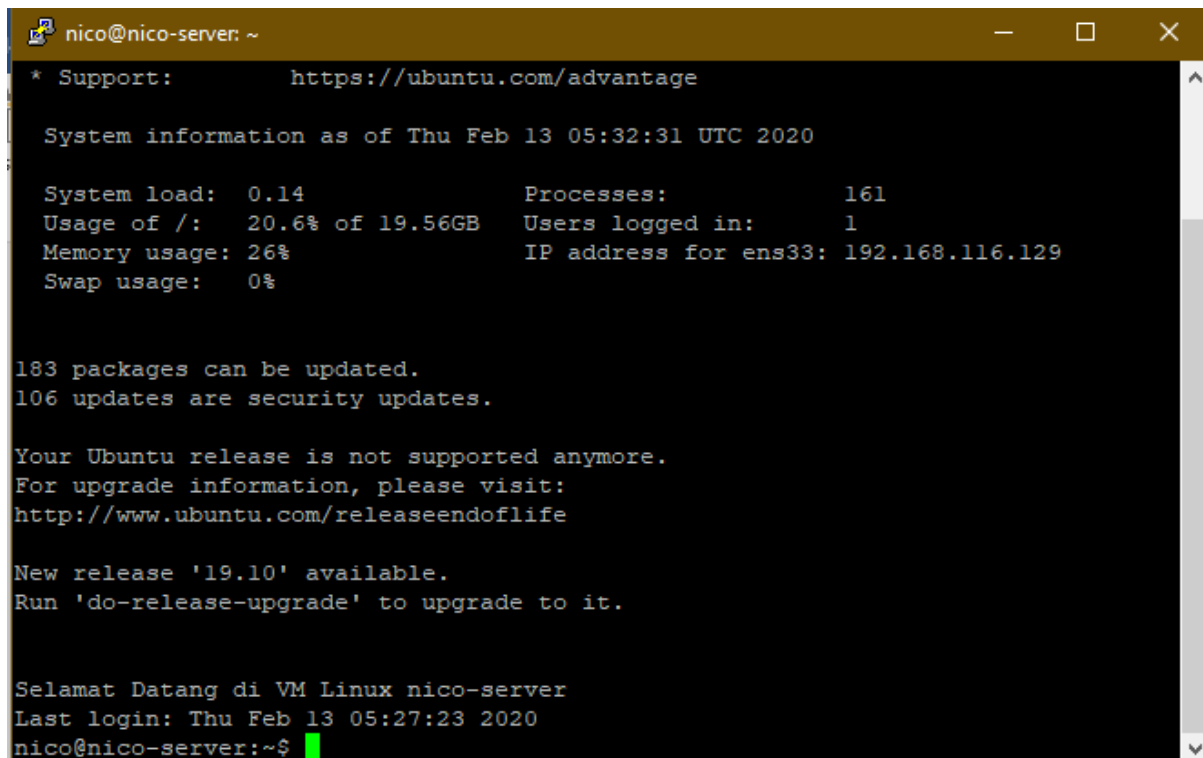 nico@nico-server: ~
* Support: https://ubuntu.com/advantage
System information as of Thu Feb 13 05:32:31 UTC 2020
System load: 0.14 Processes: 161
Usage of /: 20.6% of 19.56GB Users logged in: 1
Memory usage: 26% IP address for ens33: 192.168.116.129
Swap usage: 0%
183 packages can be updated.
106 updates are security updates.
Your Ubuntu release is not supported anymore.
For upgrade information, please visit:
http://www.ubuntu.com/releaseendoflife
New release '19.10' available.
Run 'do-release-upgrade' to upgrade to it.
Selamat Datang di VM Linux nico-server
Last login: Thu Feb 13 05:27:23 2020
nico@nico-server:~$